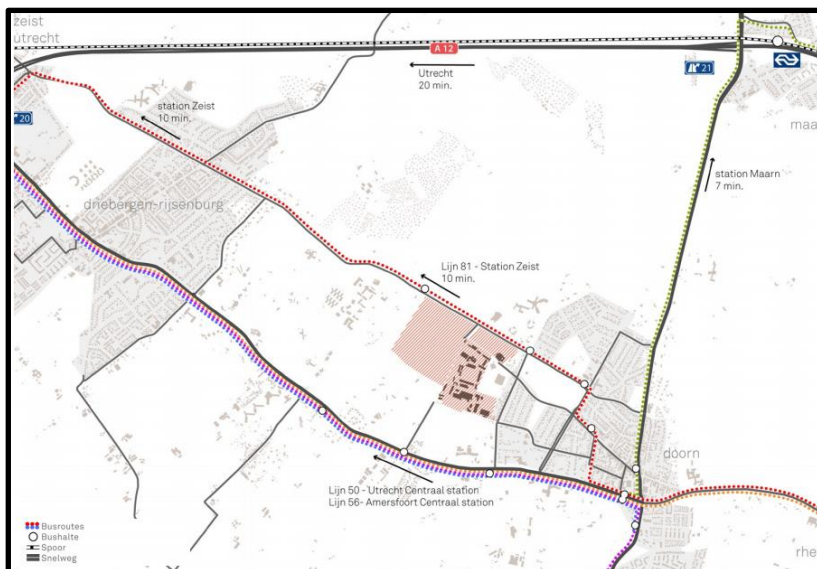 zeist
utrecht
A 12
21
Utrecht
20 min.
maa
20
station Zeist
10 min.
station Maarn
7 min.
driebergen-rijsenburg
Lijn 81 - Station Zeist
10 min.
doorn
Lijn 50 - Utrecht Centraal station
Lijn 56- Amersfoort Centraal station
Busroutes
Bushalte
Spoor
Snelweg
rhe